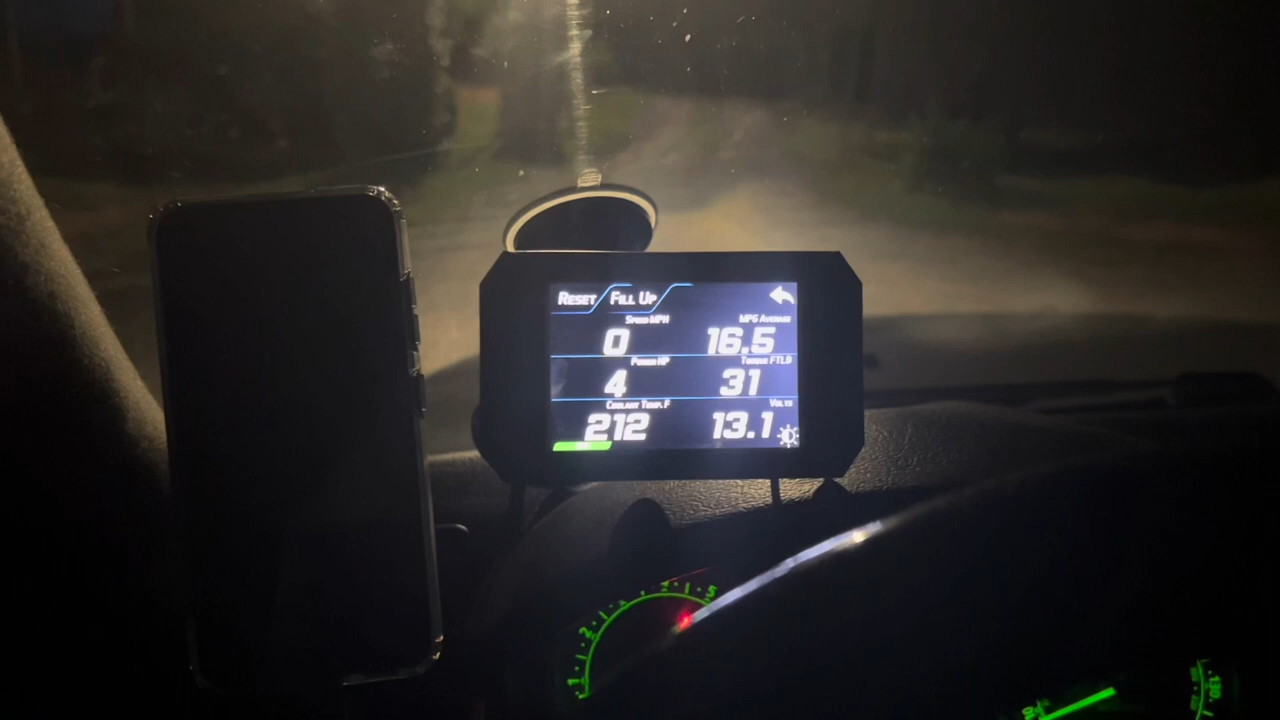 RESET FILL UP
SPEED MPH MPG AVERAGE
0 16.5
POWER HP TORQUE FTLB
4 31
COOLANT TEMP. F VOLTS
212 13.1
130